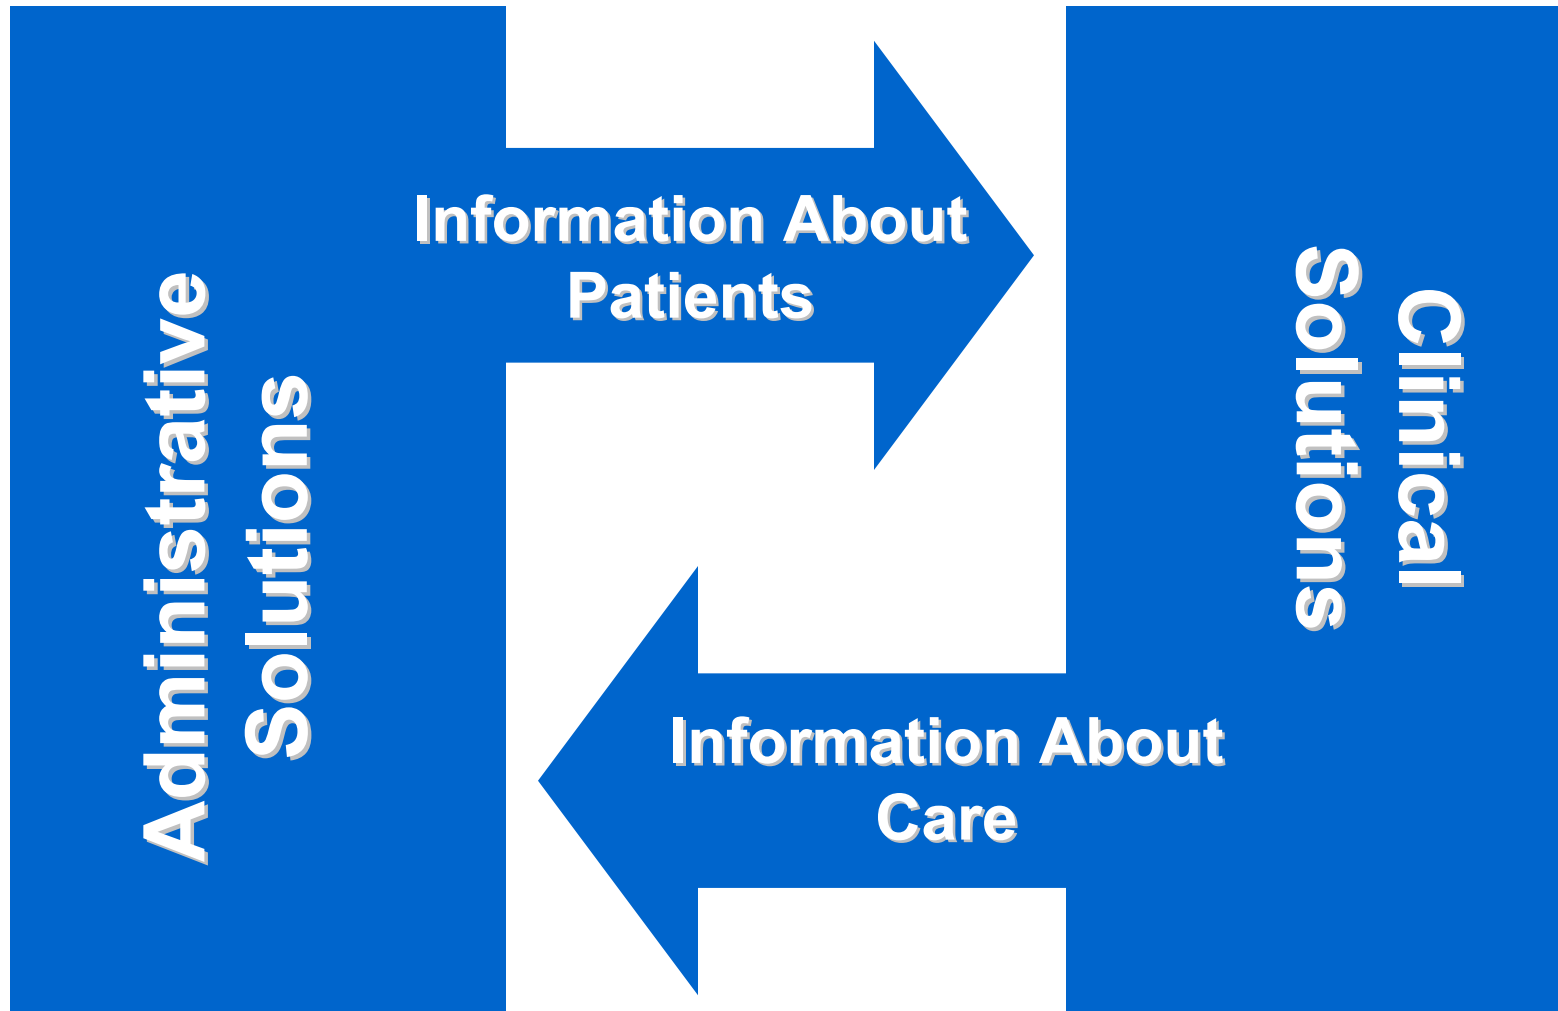 Administrative
Solutions
Information About
Patients
Clinical
Solutions
Information About
Care